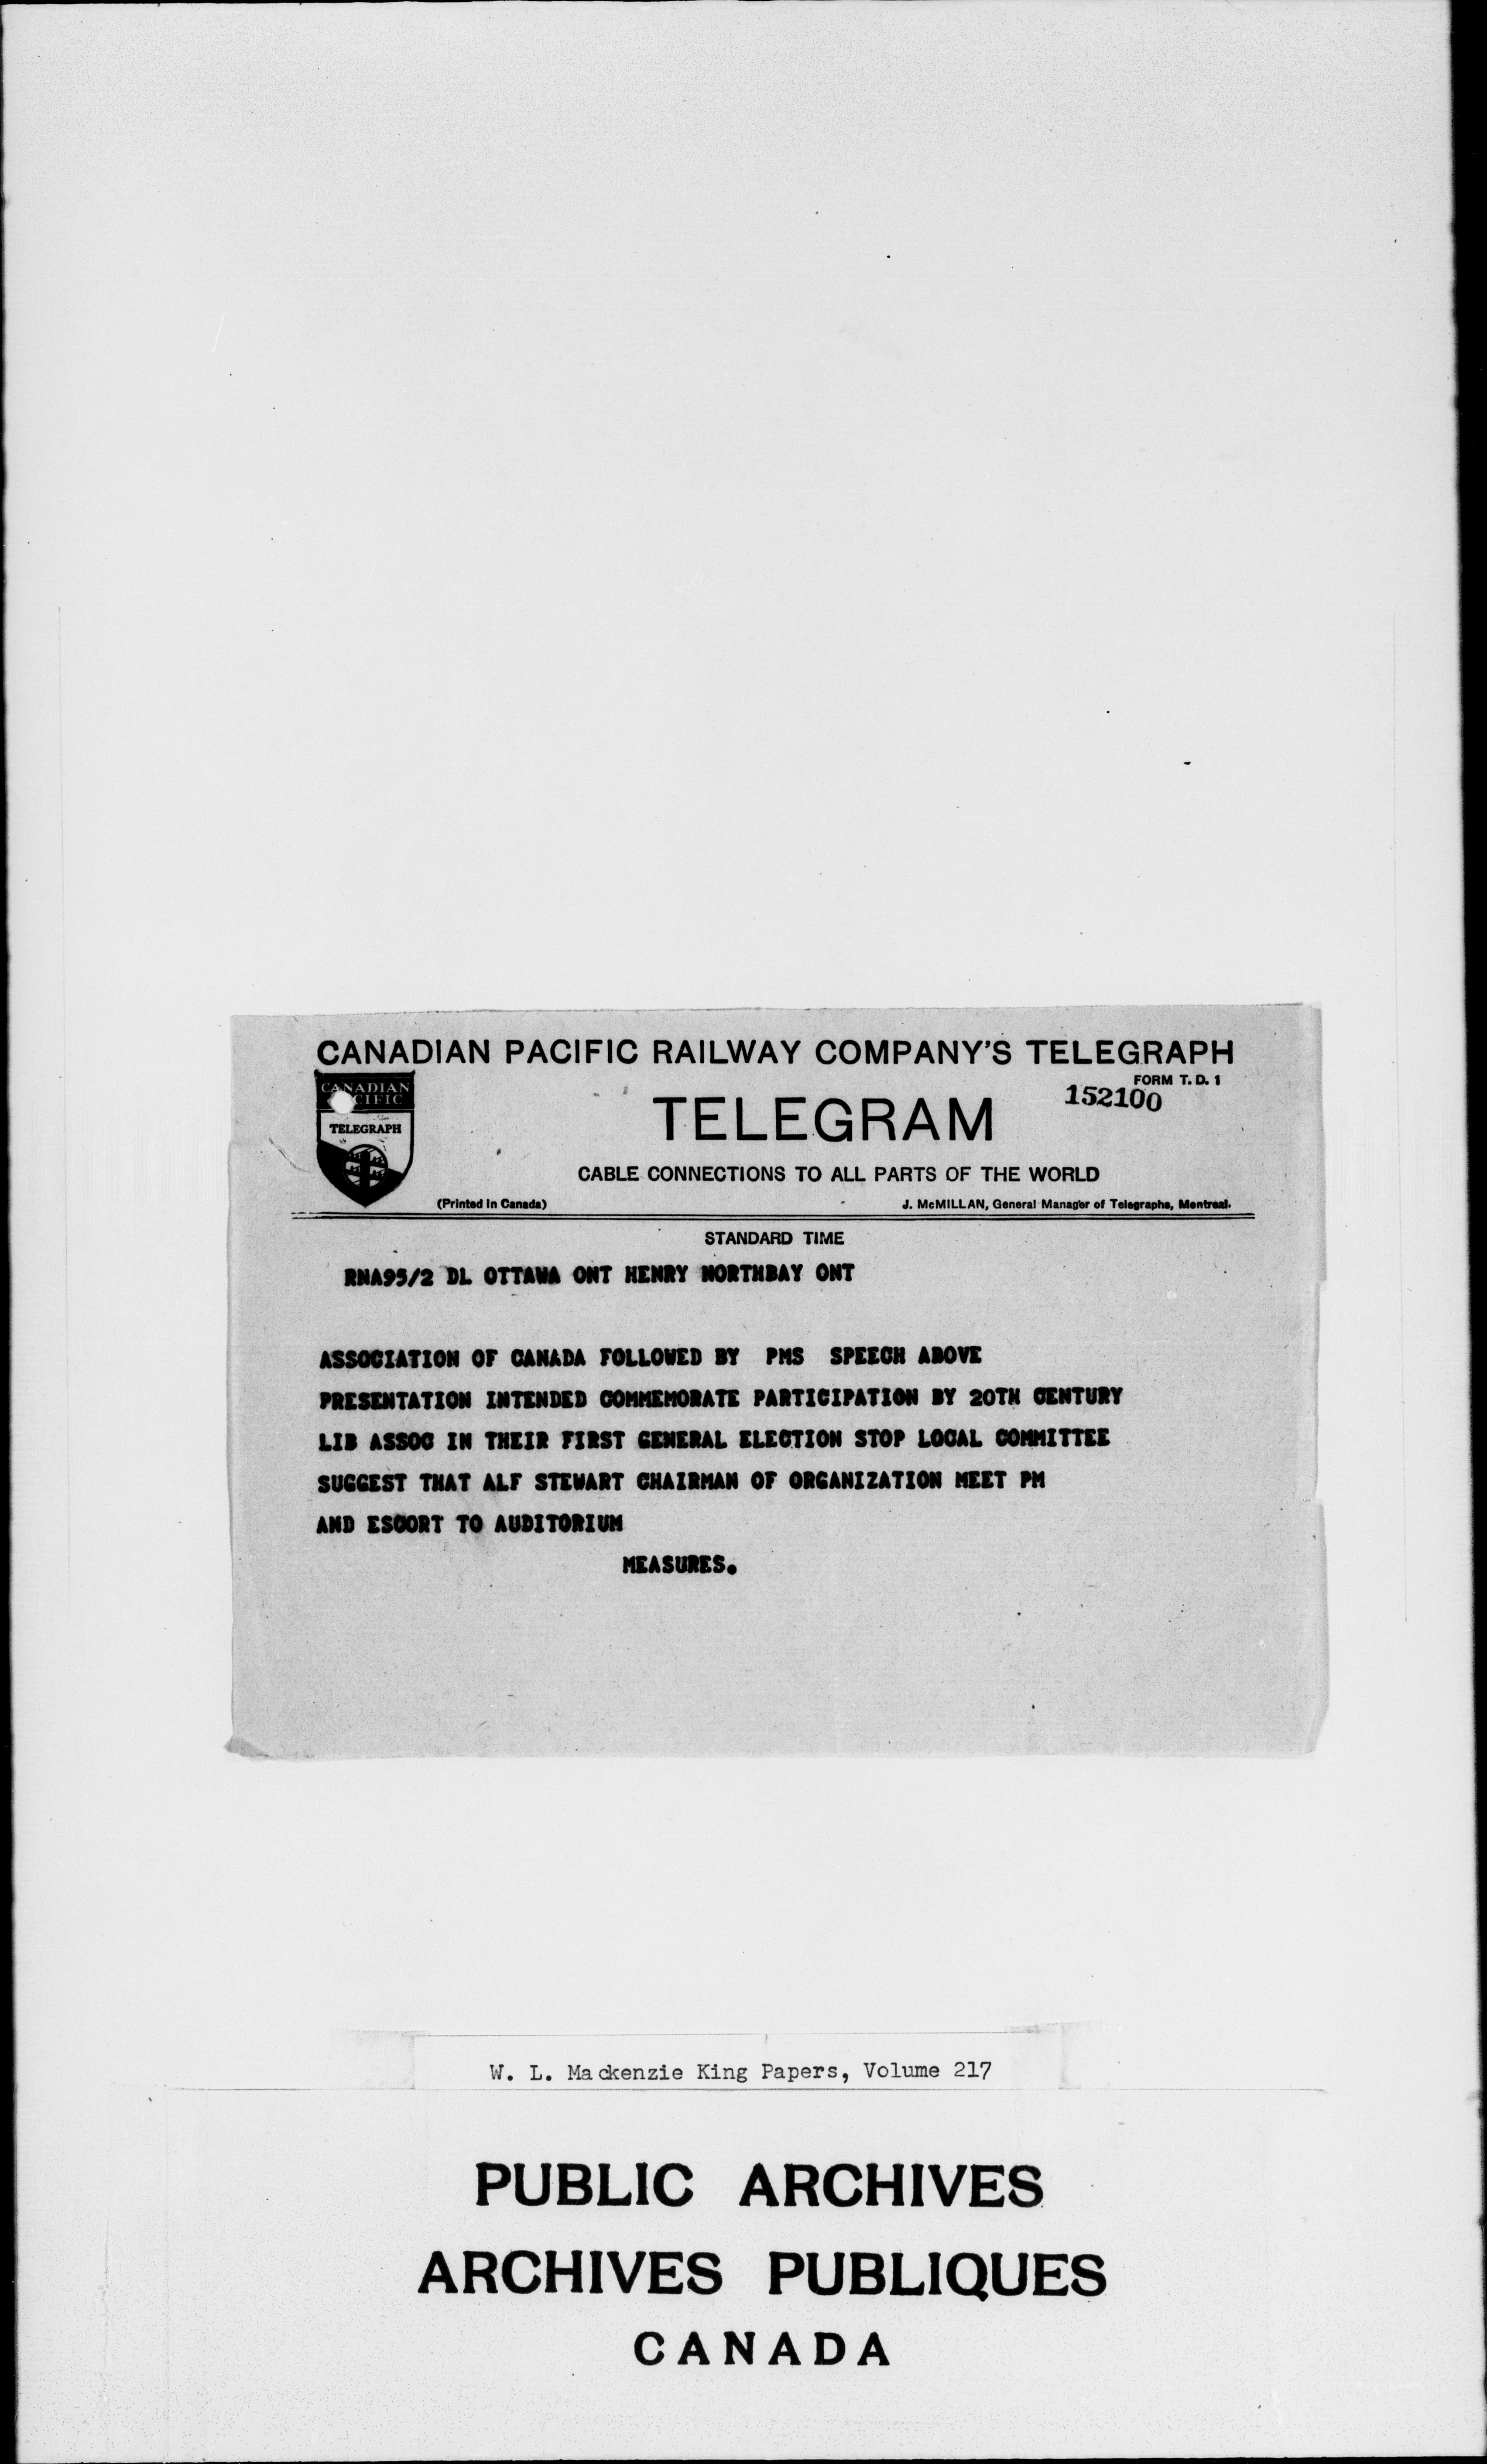 CANADIAN PACIFIC RAILWAY COMPANY'S TELEGRAPH
FORM T. D. 1
152100
CANADIAN
CIFIC
TELEGRAPH
TELEGRAM
CABLE CONNECTIONS TO ALL PARTS OF THE WORLD
(Printed in Canada)
J. McMILLAN, General Manager of Telegraphs, Montreal.
STANDARD TIME
RNA95/2 DL OTTAWA ONT HENRY NORTHBAY ONT
ASSOCIATION OF CANADA FOLLOWED BY PMS SPEECH ABOVE
PRESENTATION INTENDED COMMEMORATE PARTICIPATION BY 20TH CENTURY
LIB ASSOC IN THEIR FIRST GENERAL ELECTION STOP LOCAL COMMITTEE
SUGGEST THAT ALF STEWART CHAIRMAN OF ORGANIZATION MEET PM
AND ESCORT TO AUDITORIUM
MEASURES.
W. L. Mackenzie King Papers, Volume 217
PUBLIC ARCHIVES
ARCHIVES PUBLIQUES
CANADA